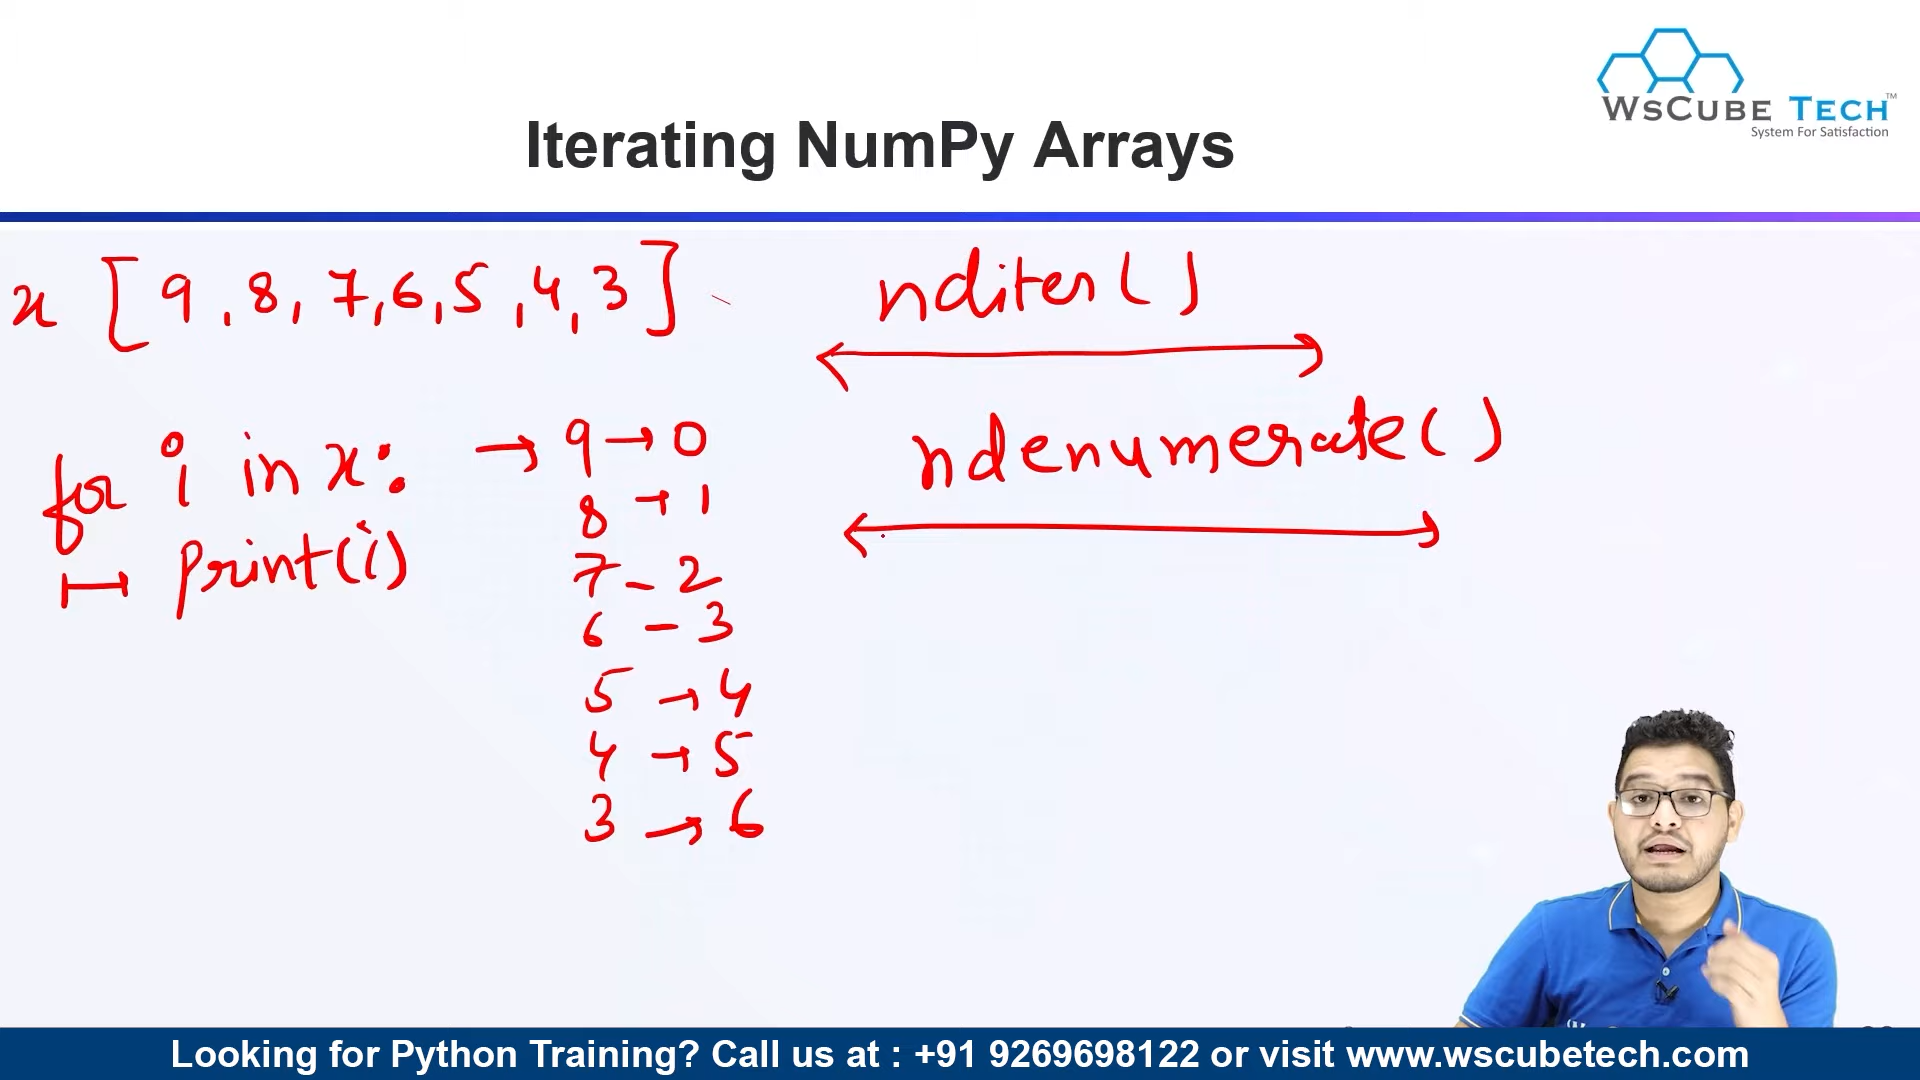 WsCube Tech™
System For Satisfaction
Iterating NumPy Arrays
x [9, 8, 7, 6, 5, 4, 3]
nditer()
for i in x:
print(i)
→ 9 → 0
8 → 1
7 - 2
6 - 3
5 → 4
4 → 5
3 → 6
ndenumerate()
Looking for Python Training? Call us at : +91 9269698122 or visit www.wscubetech.com